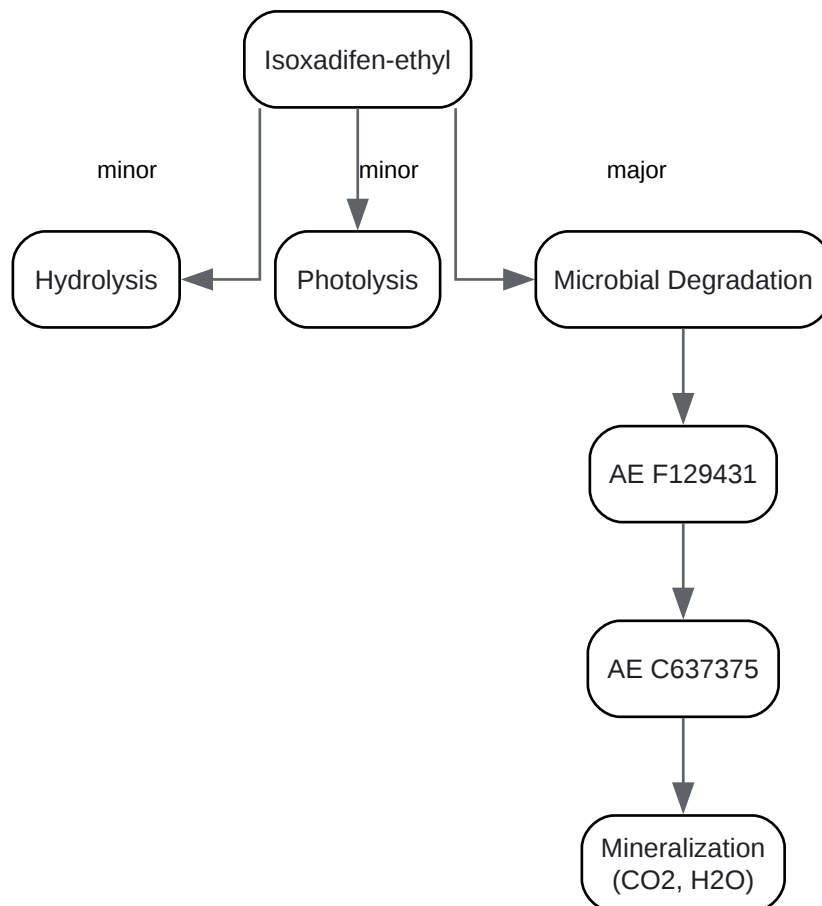 Isoxadifen-ethyl
minor
minor
major
Hydrolysis
Photolysis
Microbial Degradation
AE F129431
AE C637375
Mineralization
(CO2, H2O)